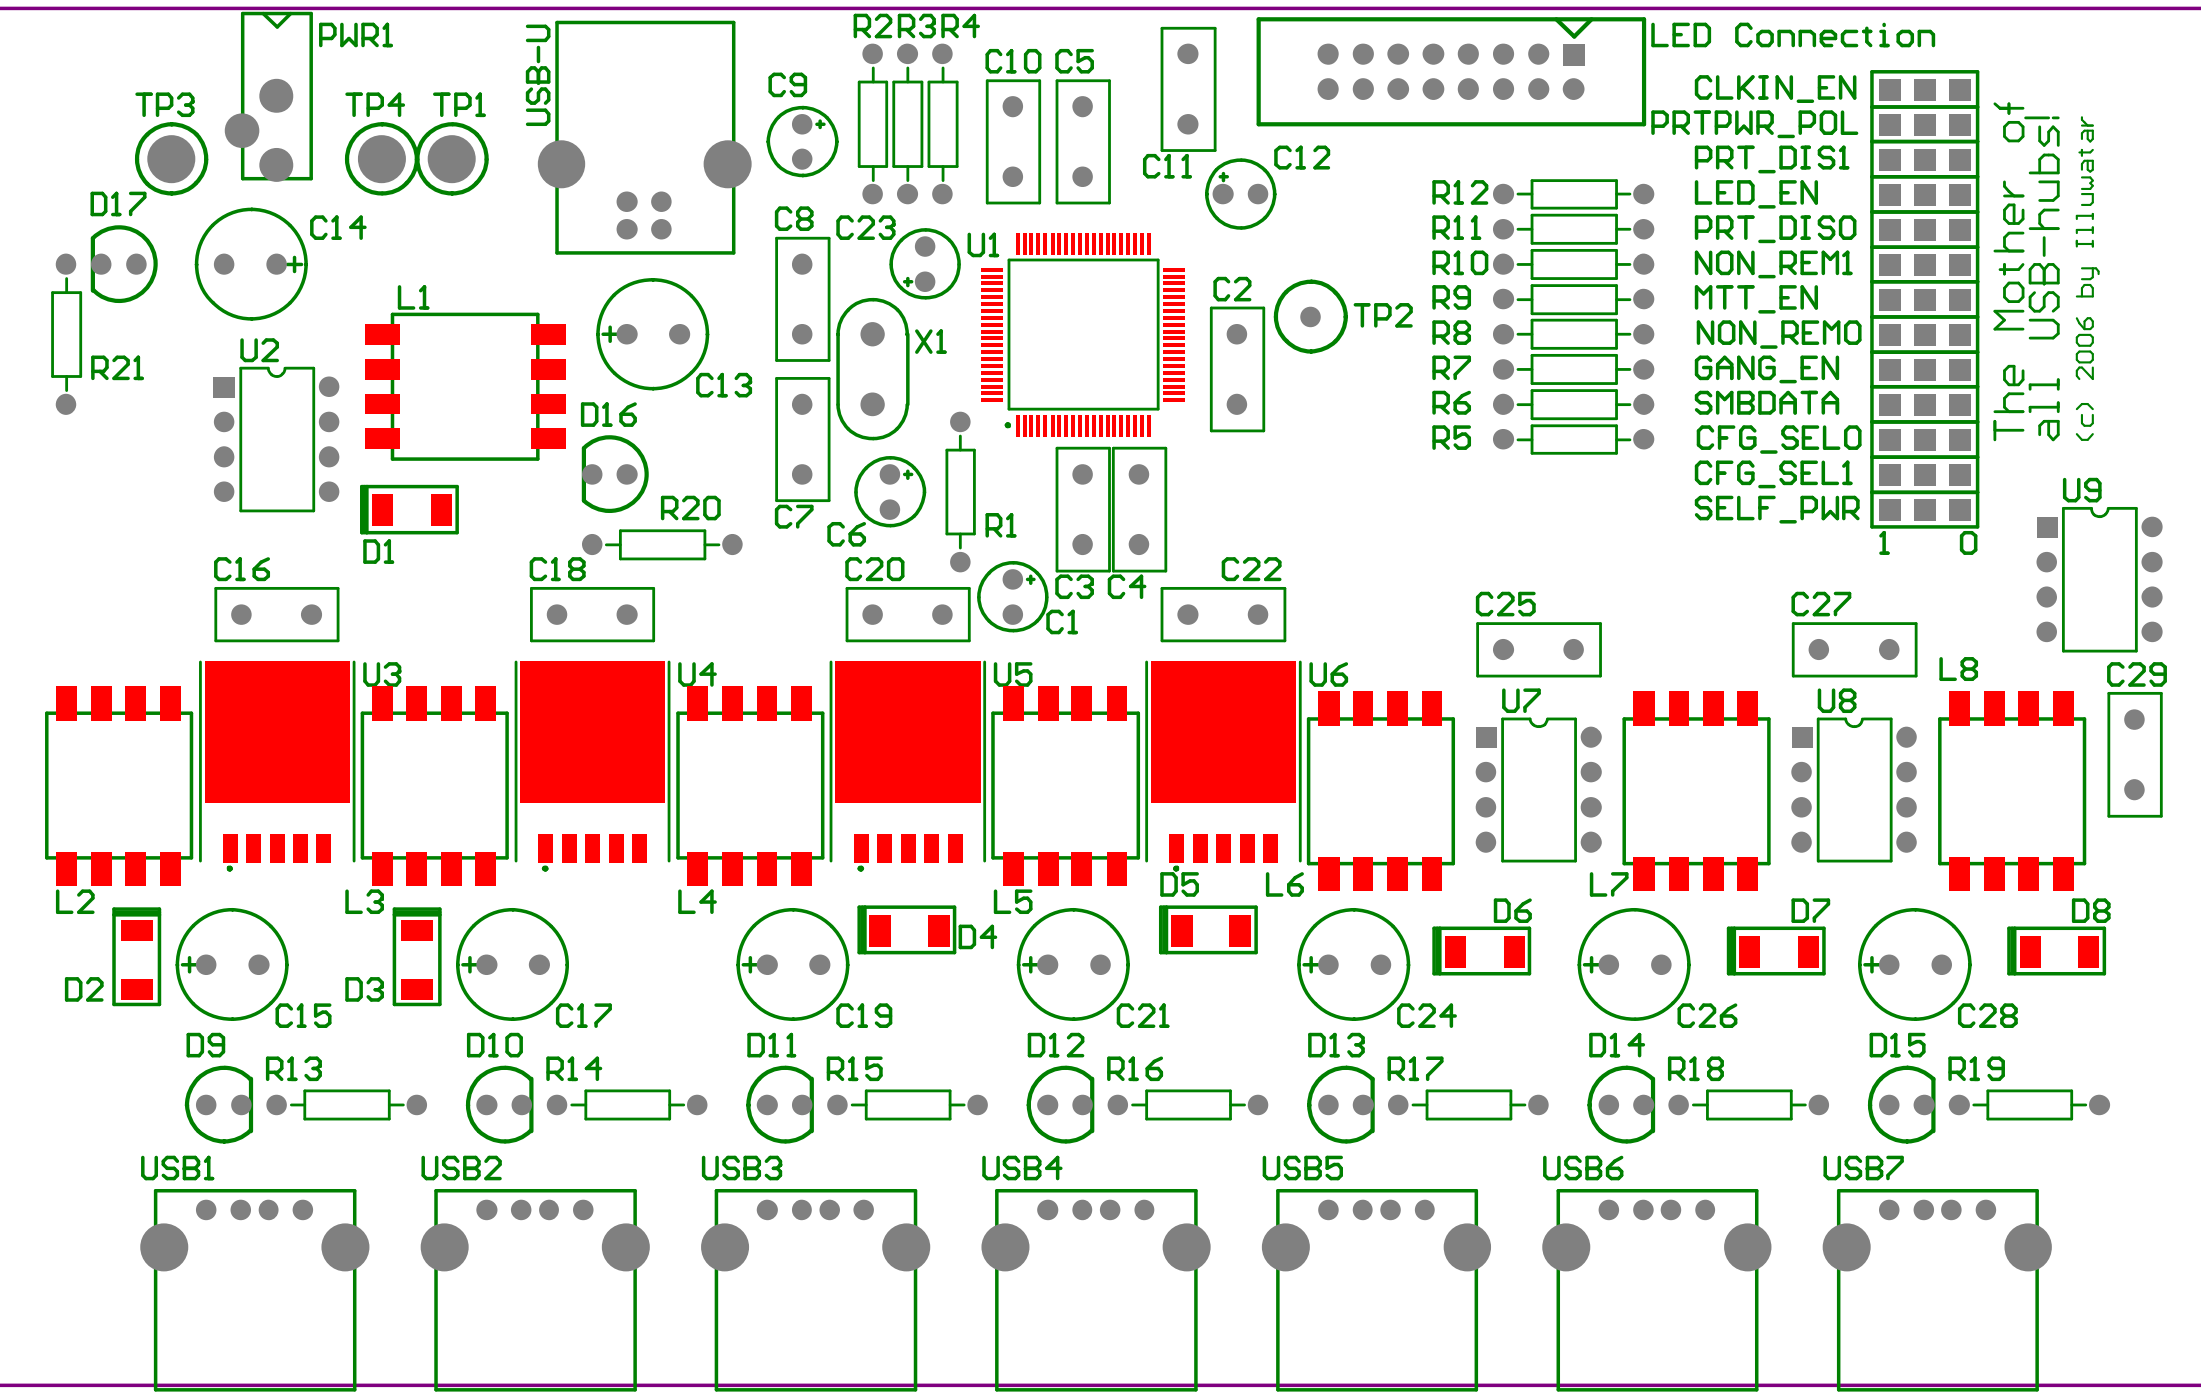 PWR1
USB-U
R2 R3 R4
LED Connection
C9
C10 C5
TP3
TP4
TP1
C11
C12
CLKIN_EN
PRTPWR_POL
PRT_DIS1
LED_EN
PRT_DIS0
NON_REM1
MTT_EN
NON_REM0
GANG_EN
SMBDATA
CFG_SEL0
CFG_SEL1
SELF_PWR
1 0
The Mother of
all USB-hubs!
(c) 2006 by Illuwatar
R12
R11
R10
R9
R8
R7
R6
R5
D17
C14
C8
C23
U1
L1
C2
TP2
U2
R21
X1
C13
D16
R20
C7
C6
R1
D1
U9
C16
C18
C20
C3 C4
C22
C1
C25
C27
U3
U4
U5
U6
L8
C29
U7
U8
L2
L3
L4
L5
D5
L6
L7
D4
D6
D7
D8
D2
D3
C15
C17
C19
C21
C24
C26
C28
D9
D10
D11
D12
D13
D14
D15
R13
R14
R15
R16
R17
R18
R19
USB1
USB2
USB3
USB4
USB5
USB6
USB7